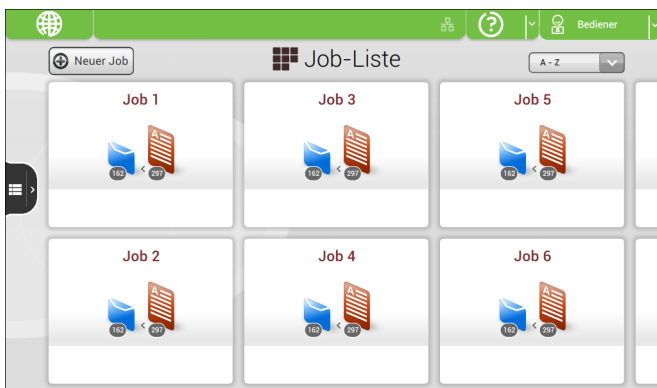 Bediener
Neuer Job
Job-Liste
A - Z
Job 1
Job 3
Job 5
A
162 < 297
A
162 < 297
A
162 < 297
Job 2
Job 4
Job 6
A
162 < 297
A
162 < 297
A
162 < 297